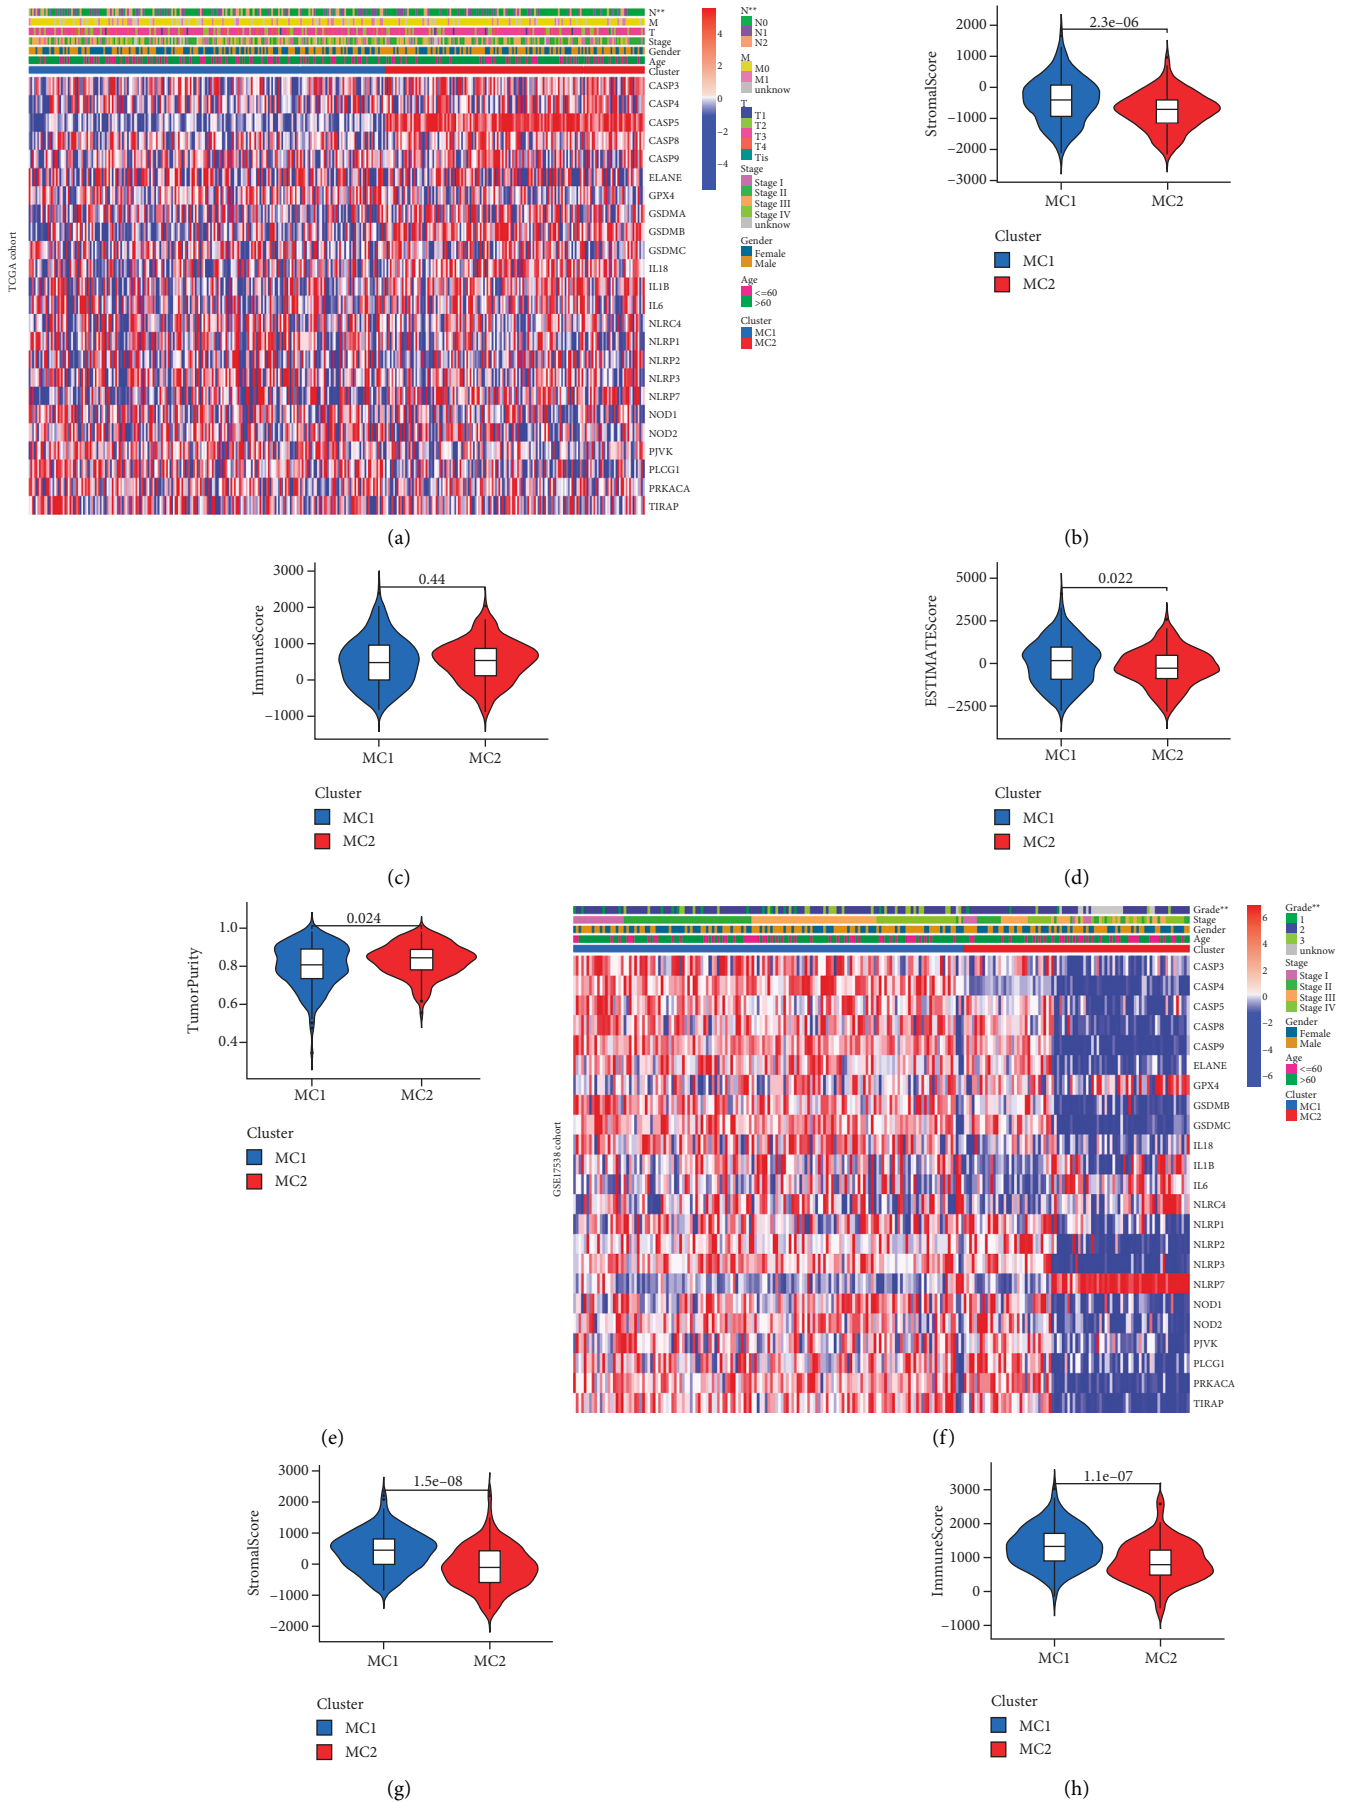 TCGA cohort
N**
M
T
Stage
Gender
Age
Cluster
CASP3
CASP4
CASP5
CASP8
CASP9
ELANE
GPX4
GSDMA
GSDMB
GSDMC
IL18
IL1B
IL6
NLRC4
NLRP1
NLRP2
NLRP3
NLRP7
NOD1
NOD2
PJVK
PLCG1
PRKACA
TIRAP
4
2
0
−2
−4
N**
N0
N1
N2
M
M0
M1
unknow
T
T1
T2
T3
T4
Tis
Stage
Stage I
Stage II
Stage III
Stage IV
unknow
Gender
Female
Male
Age
<=60
>60
Cluster
MC1
MC2
(a)
StromalScore
2000
1000
0
−1000
−2000
−3000
2.3e−06
MC1 MC2
Cluster
MC1
MC2
(b)
ImmuneScore
3000
2000
1000
0
−1000
0.44
MC1 MC2
Cluster
MC1
MC2
(c)
ESTIMATEScore
5000
2500
0
−2500
0.022
MC1 MC2
Cluster
MC1
MC2
(d)
TumorPurity
1.0
0.8
0.6
0.4
0.024
MC1 MC2
Cluster
MC1
MC2
(e)
GSE17538 cohort
Grade**
Stage
Gender
Age
Cluster
CASP3
CASP4
CASP5
CASP8
CASP9
ELANE
GPX4
GSDMB
GSDMC
IL18
IL1B
IL6
NLRC4
NLRP1
NLRP2
NLRP3
NLRP7
NOD1
NOD2
PJVK
PLCG1
PRKACA
TIRAP
6
4
2
0
−2
−4
−6
Grade**
1
2
3
unknow
Stage
Stage I
Stage II
Stage III
Stage IV
Gender
Female
Male
Age
<=60
>60
Cluster
MC1
MC2
(f)
StromalScore
3000
2000
1000
0
−1000
−2000
1.5e−08
MC1 MC2
Cluster
MC1
MC2
(g)
ImmuneScore
3000
2000
1000
0
−1000
1.1e−07
MC1 MC2
Cluster
MC1
MC2
(h)